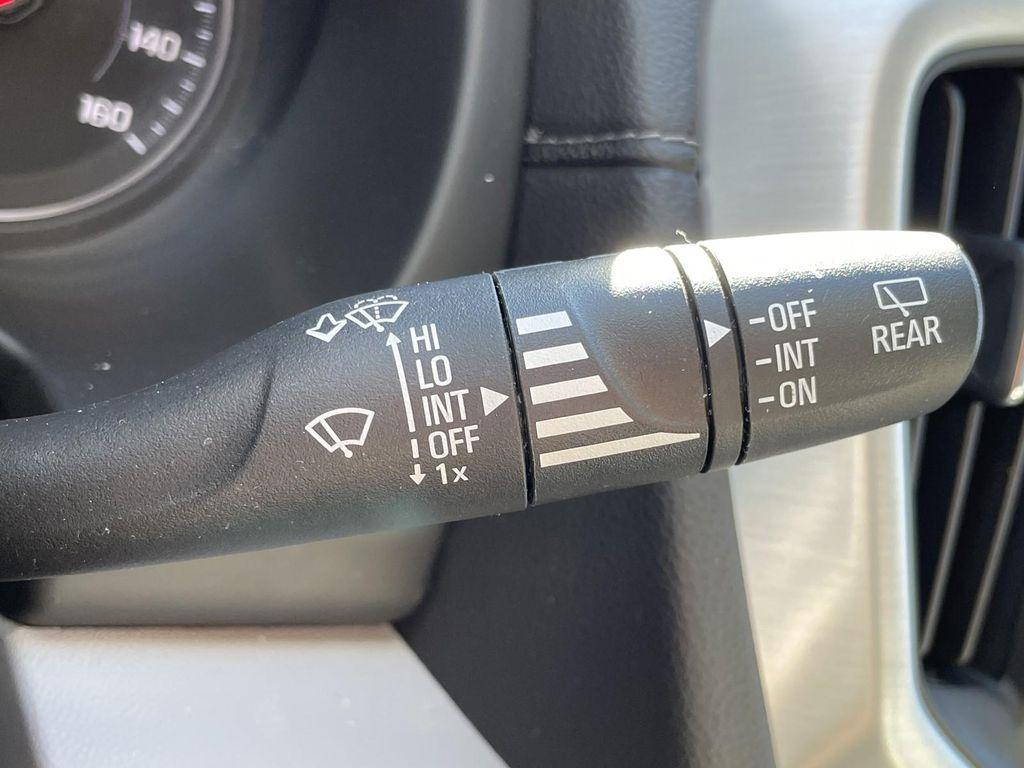 140
160
HI
LO
INT
OFF
1x
-OFF
-INT
-ON
REAR